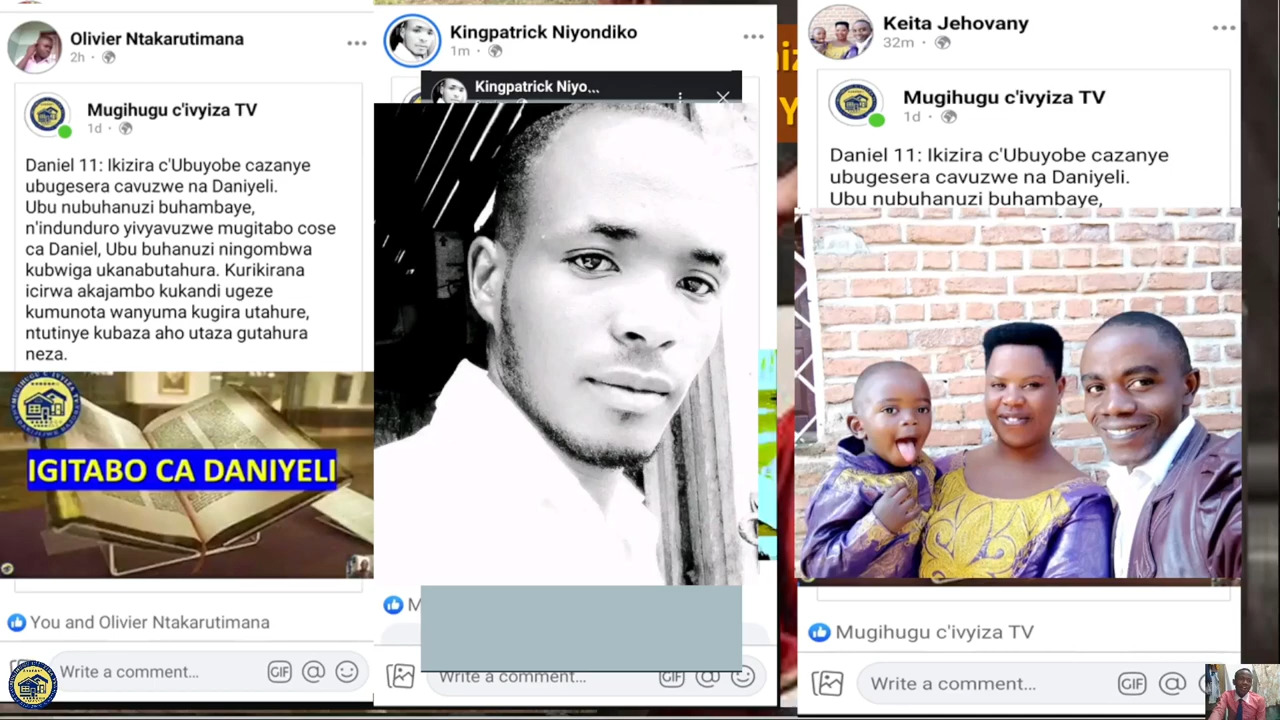 Olivier Ntakarutimana
2h
Mugihugu c'ivyiza TV
1d
Daniel 11: Ikizira c'Ubuyobe cazanye
ubugesera cavuzwe na Daniyeli.
Ubu nubuhanuzi buhambaye,
n'indunduro yivyavuzwe mugitabo cose
ca Daniel, Ubu buhanuzi ningombwa
kubwiga ukanabutahura. Kurikirana
icirwa akajambo kukandi ugeze
kumunota wanyuma kugira utahure,
ntutinye kubaza aho utaza gutahura
neza.
IGITABO CA DANIYELI
You and Olivier Ntakarutimana
Write a comment...
GIF
Kingpatrick Niyondiko
1m
Kingpatrick Niyo...
M
Write a comment...
GIF
Keita Jehovany
32m
Mugihugu c'ivyiza TV
1d
Daniel 11: Ikizira c'Ubuyobe cazanye
ubugesera cavuzwe na Daniyeli.
Ubu nubuhanuzi buhambaye,
Mugihugu c'ivyiza TV
Write a comment...
GIF